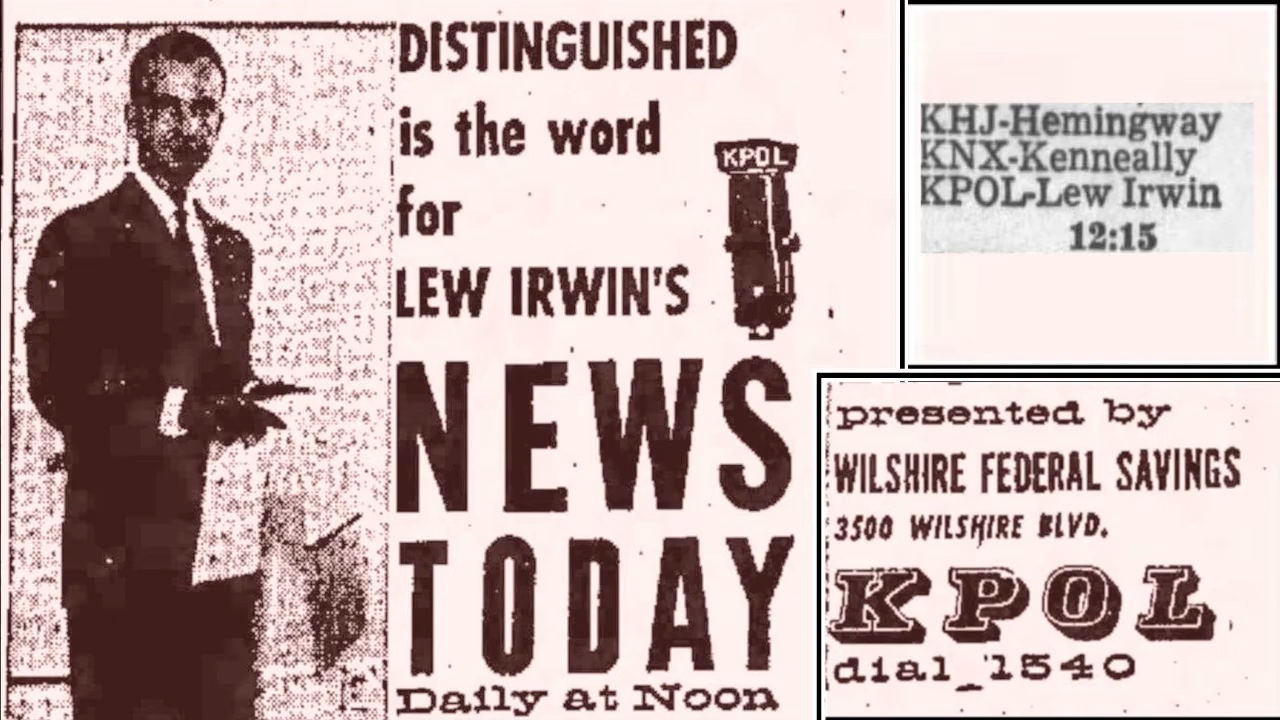 DISTINGUISHED
is the word
for
LEW IRWIN'S
KPOL
NEWS
TODAY
Daily at Noon
KHJ-Hemingway
KNX-Kenneally
KPOL-Lew Irwin
12:15
presented by
WILSHIRE FEDERAL SAVINGS
3500 WILSHIRE BLVD.
KPOL
dial 1540